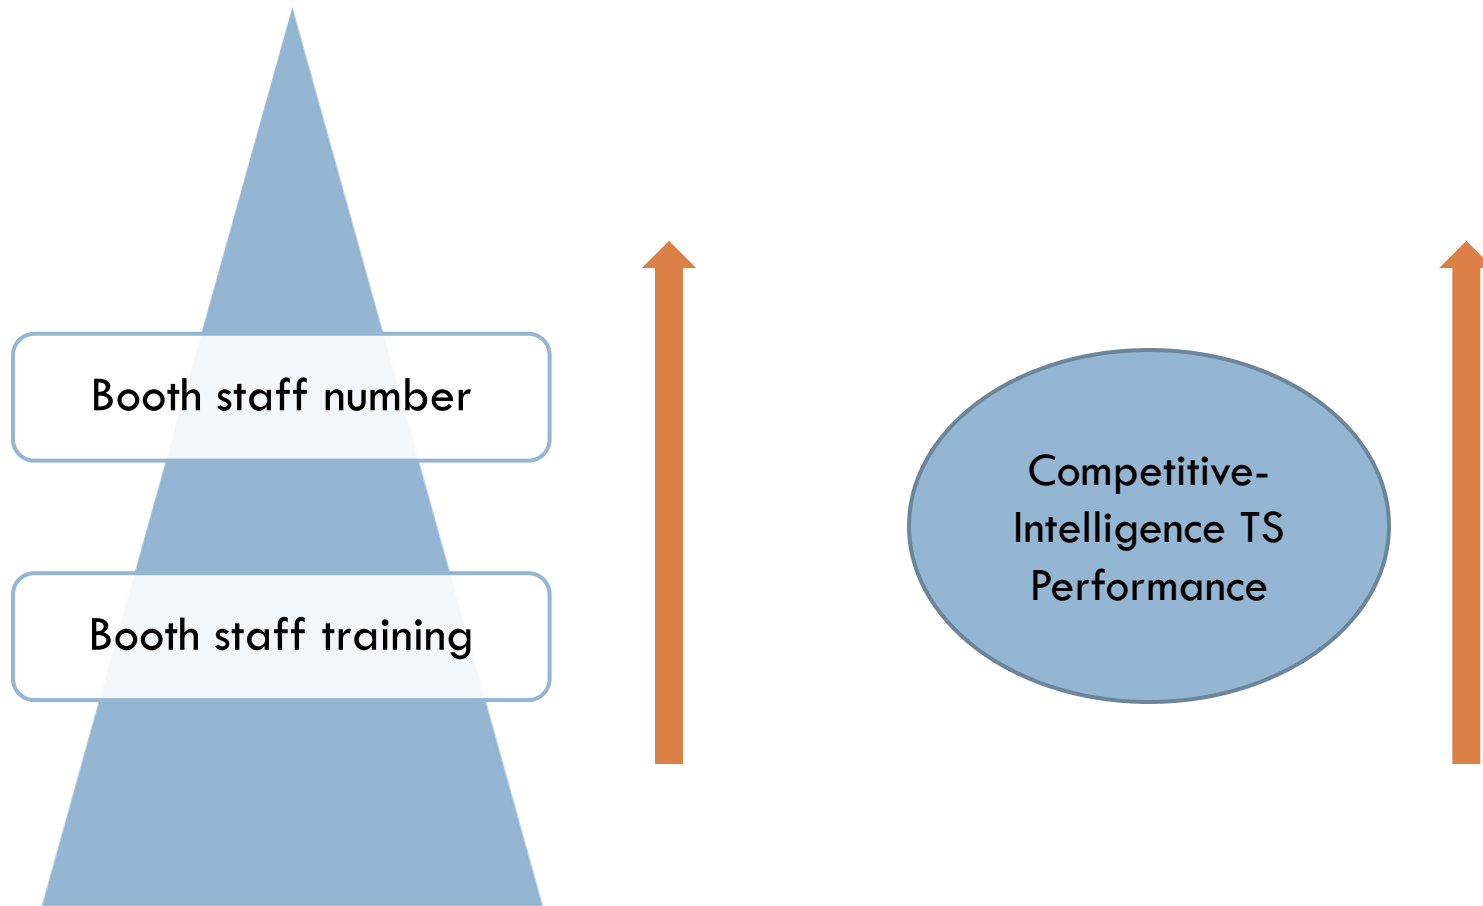 Booth staff number
Booth staff training
Competitive-
Intelligence TS
Performance